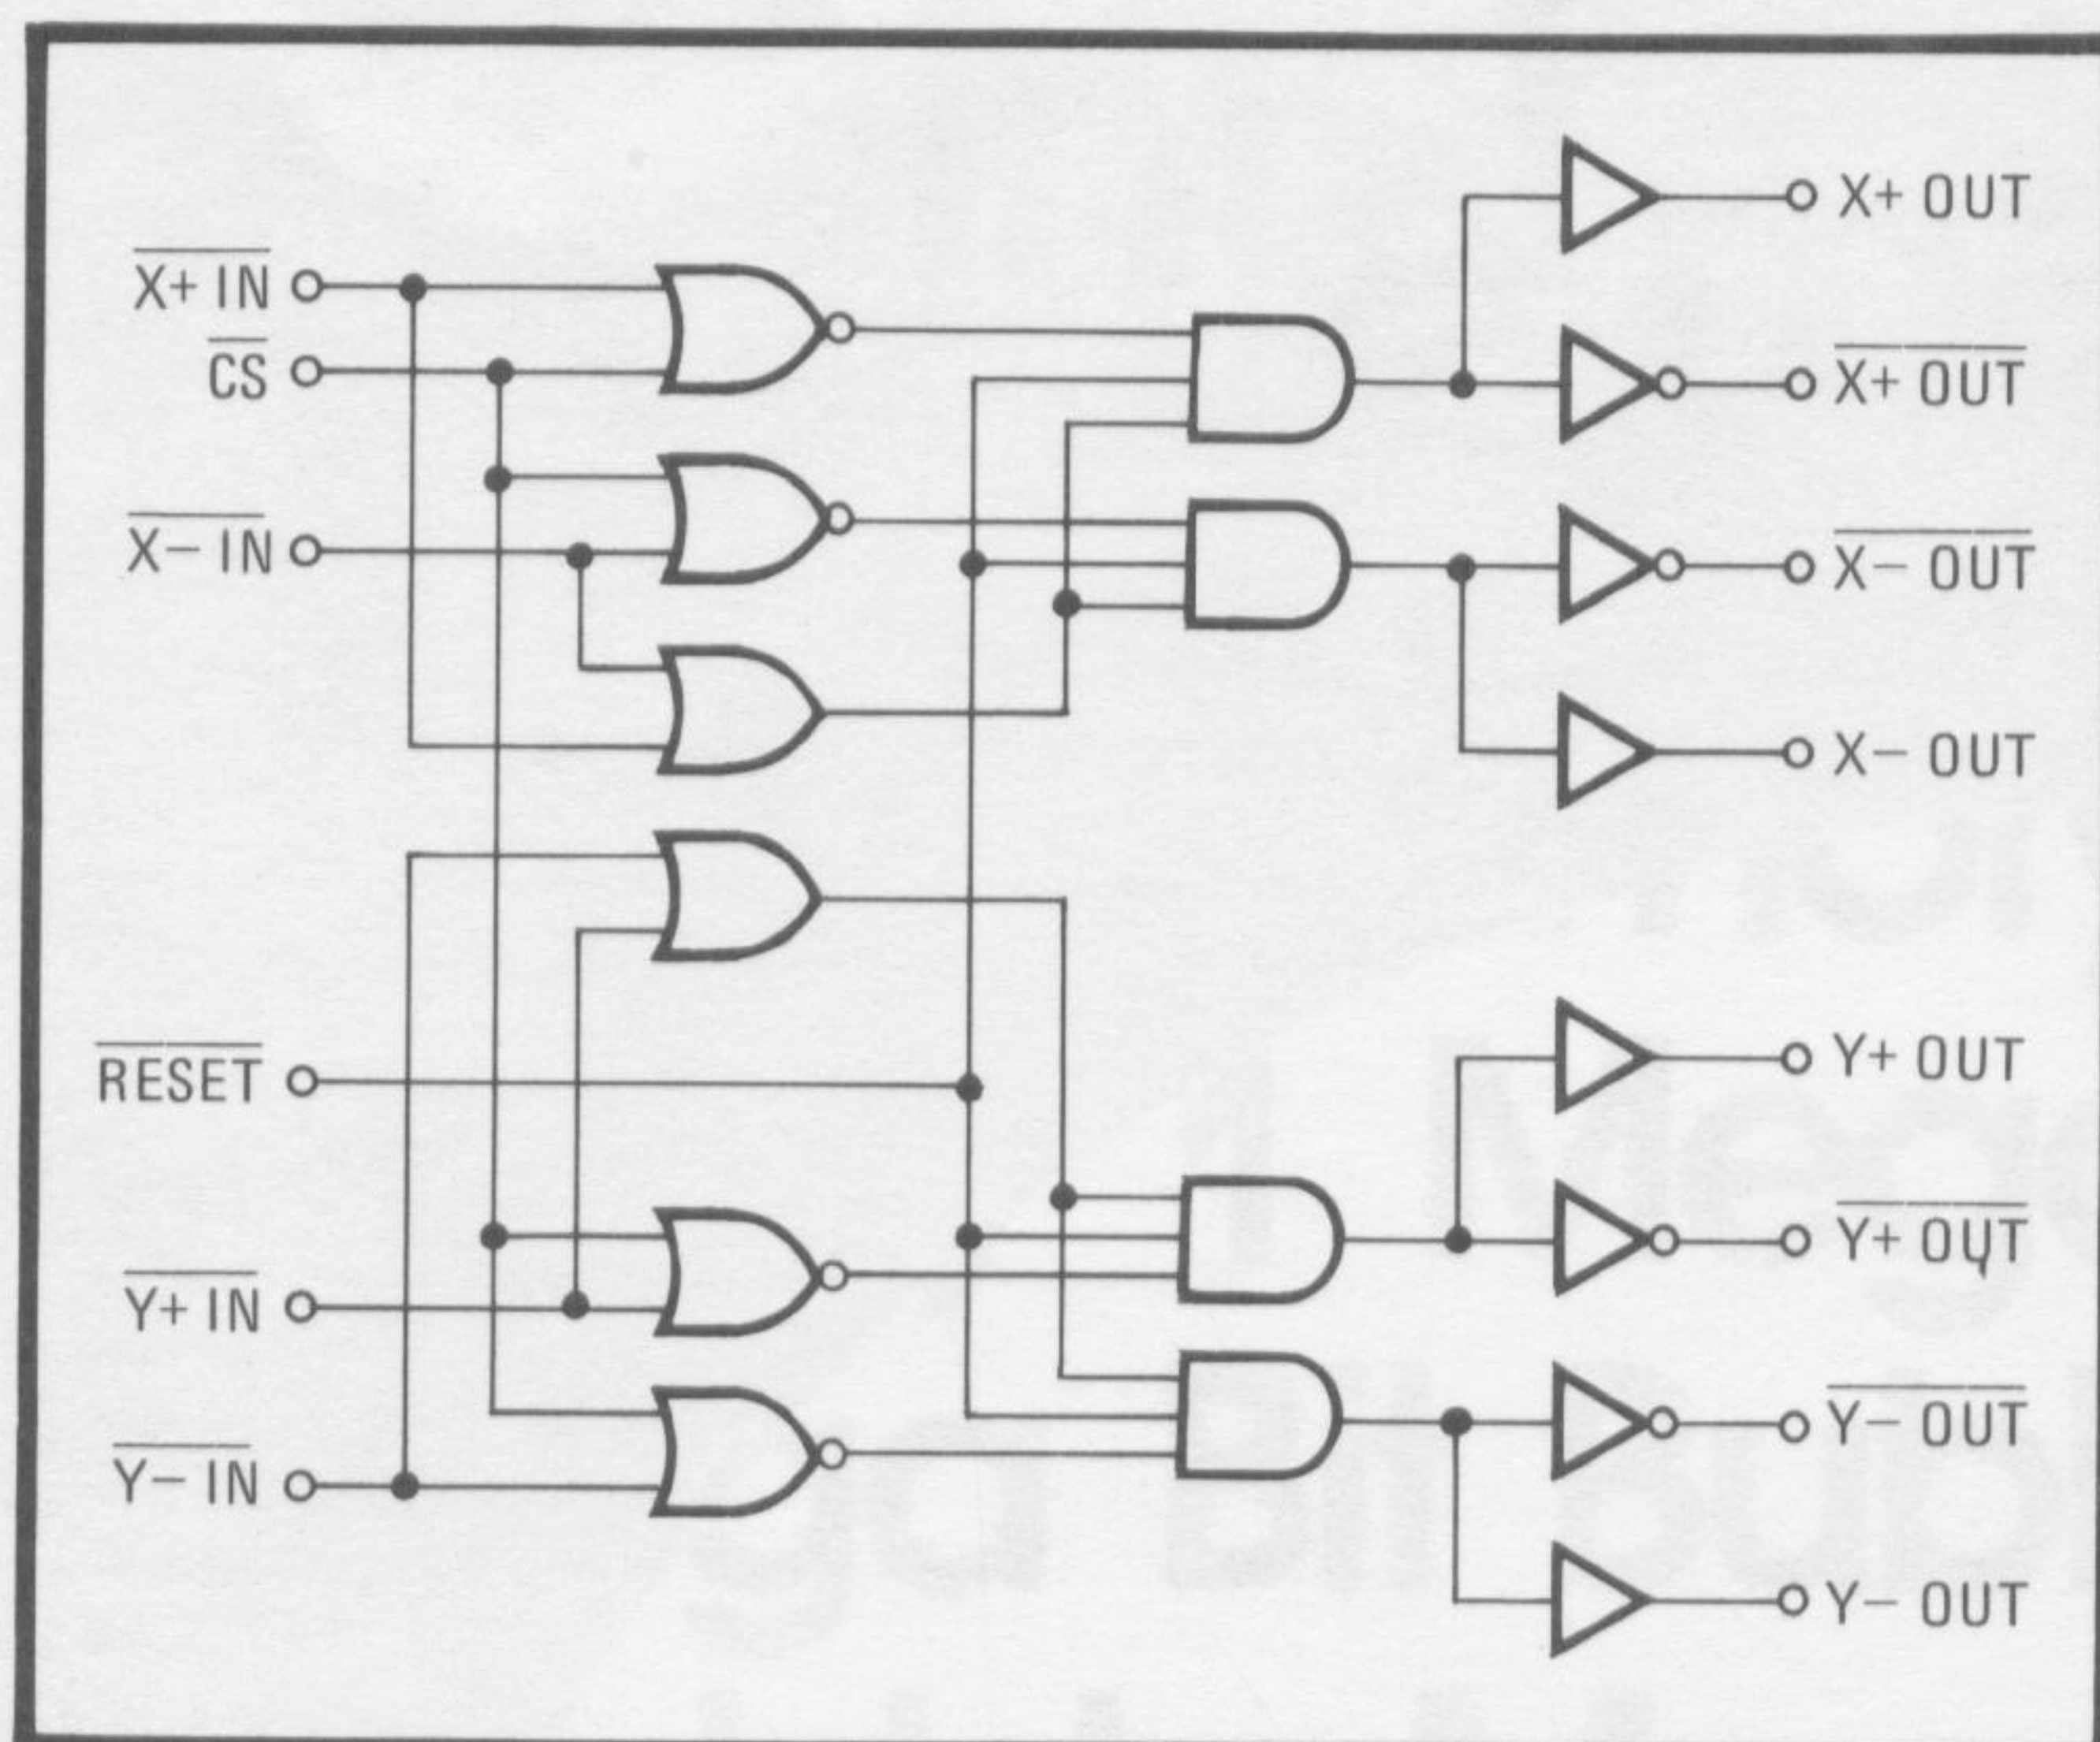 X+ OUT
X+ IN
CS
X+ OUT
X- IN
X- OUT
X- OUT
RESET
Y+ OUT
Y+ OUT
Y+ IN
Y- OUT
Y- IN
Y- OUT